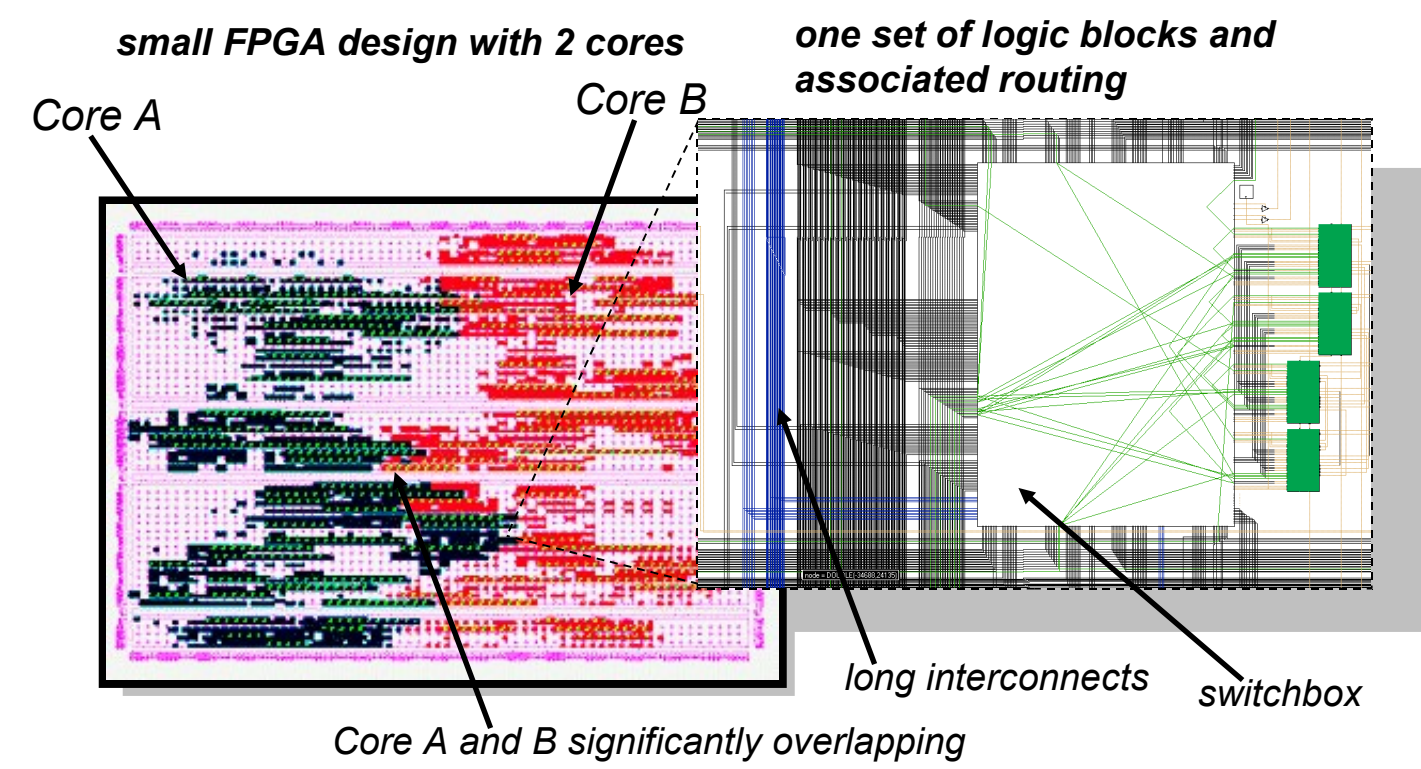 small FPGA design with 2 cores
one set of logic blocks and
associated routing
Core A
Core B
long interconnects
switchbox
Core A and B significantly overlapping